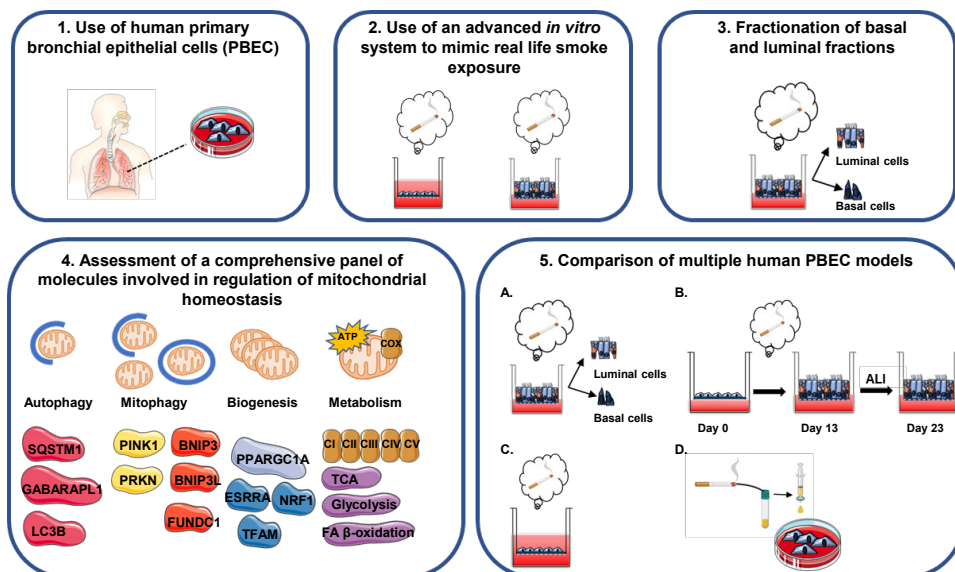 1. Use of human primary
bronchial epithelial cells (PBEC)
2. Use of an advanced in vitro
system to mimic real life smoke
exposure
3. Fractionation of basal
and luminal fractions
Luminal cells
Basal cells
4. Assessment of a comprehensive panel of
molecules involved in regulation of mitochondrial
homeostasis
ATP
COX
Autophagy
Mitophagy
Biogenesis
Metabolism
SQSTM1
GABARAPL1
LC3B
PINK1
PRKN
BNIP3
BNIP3L
FUNDC1
PPARGC1A
ESRRA
NRF1
TFAM
CI CII CIII CIV CV
TCA
Glycolysis
FA β-oxidation
5. Comparison of multiple human PBEC models
A.
Luminal cells
Basal cells
B.
ALI
Day 0
Day 13
Day 23
C.
D.